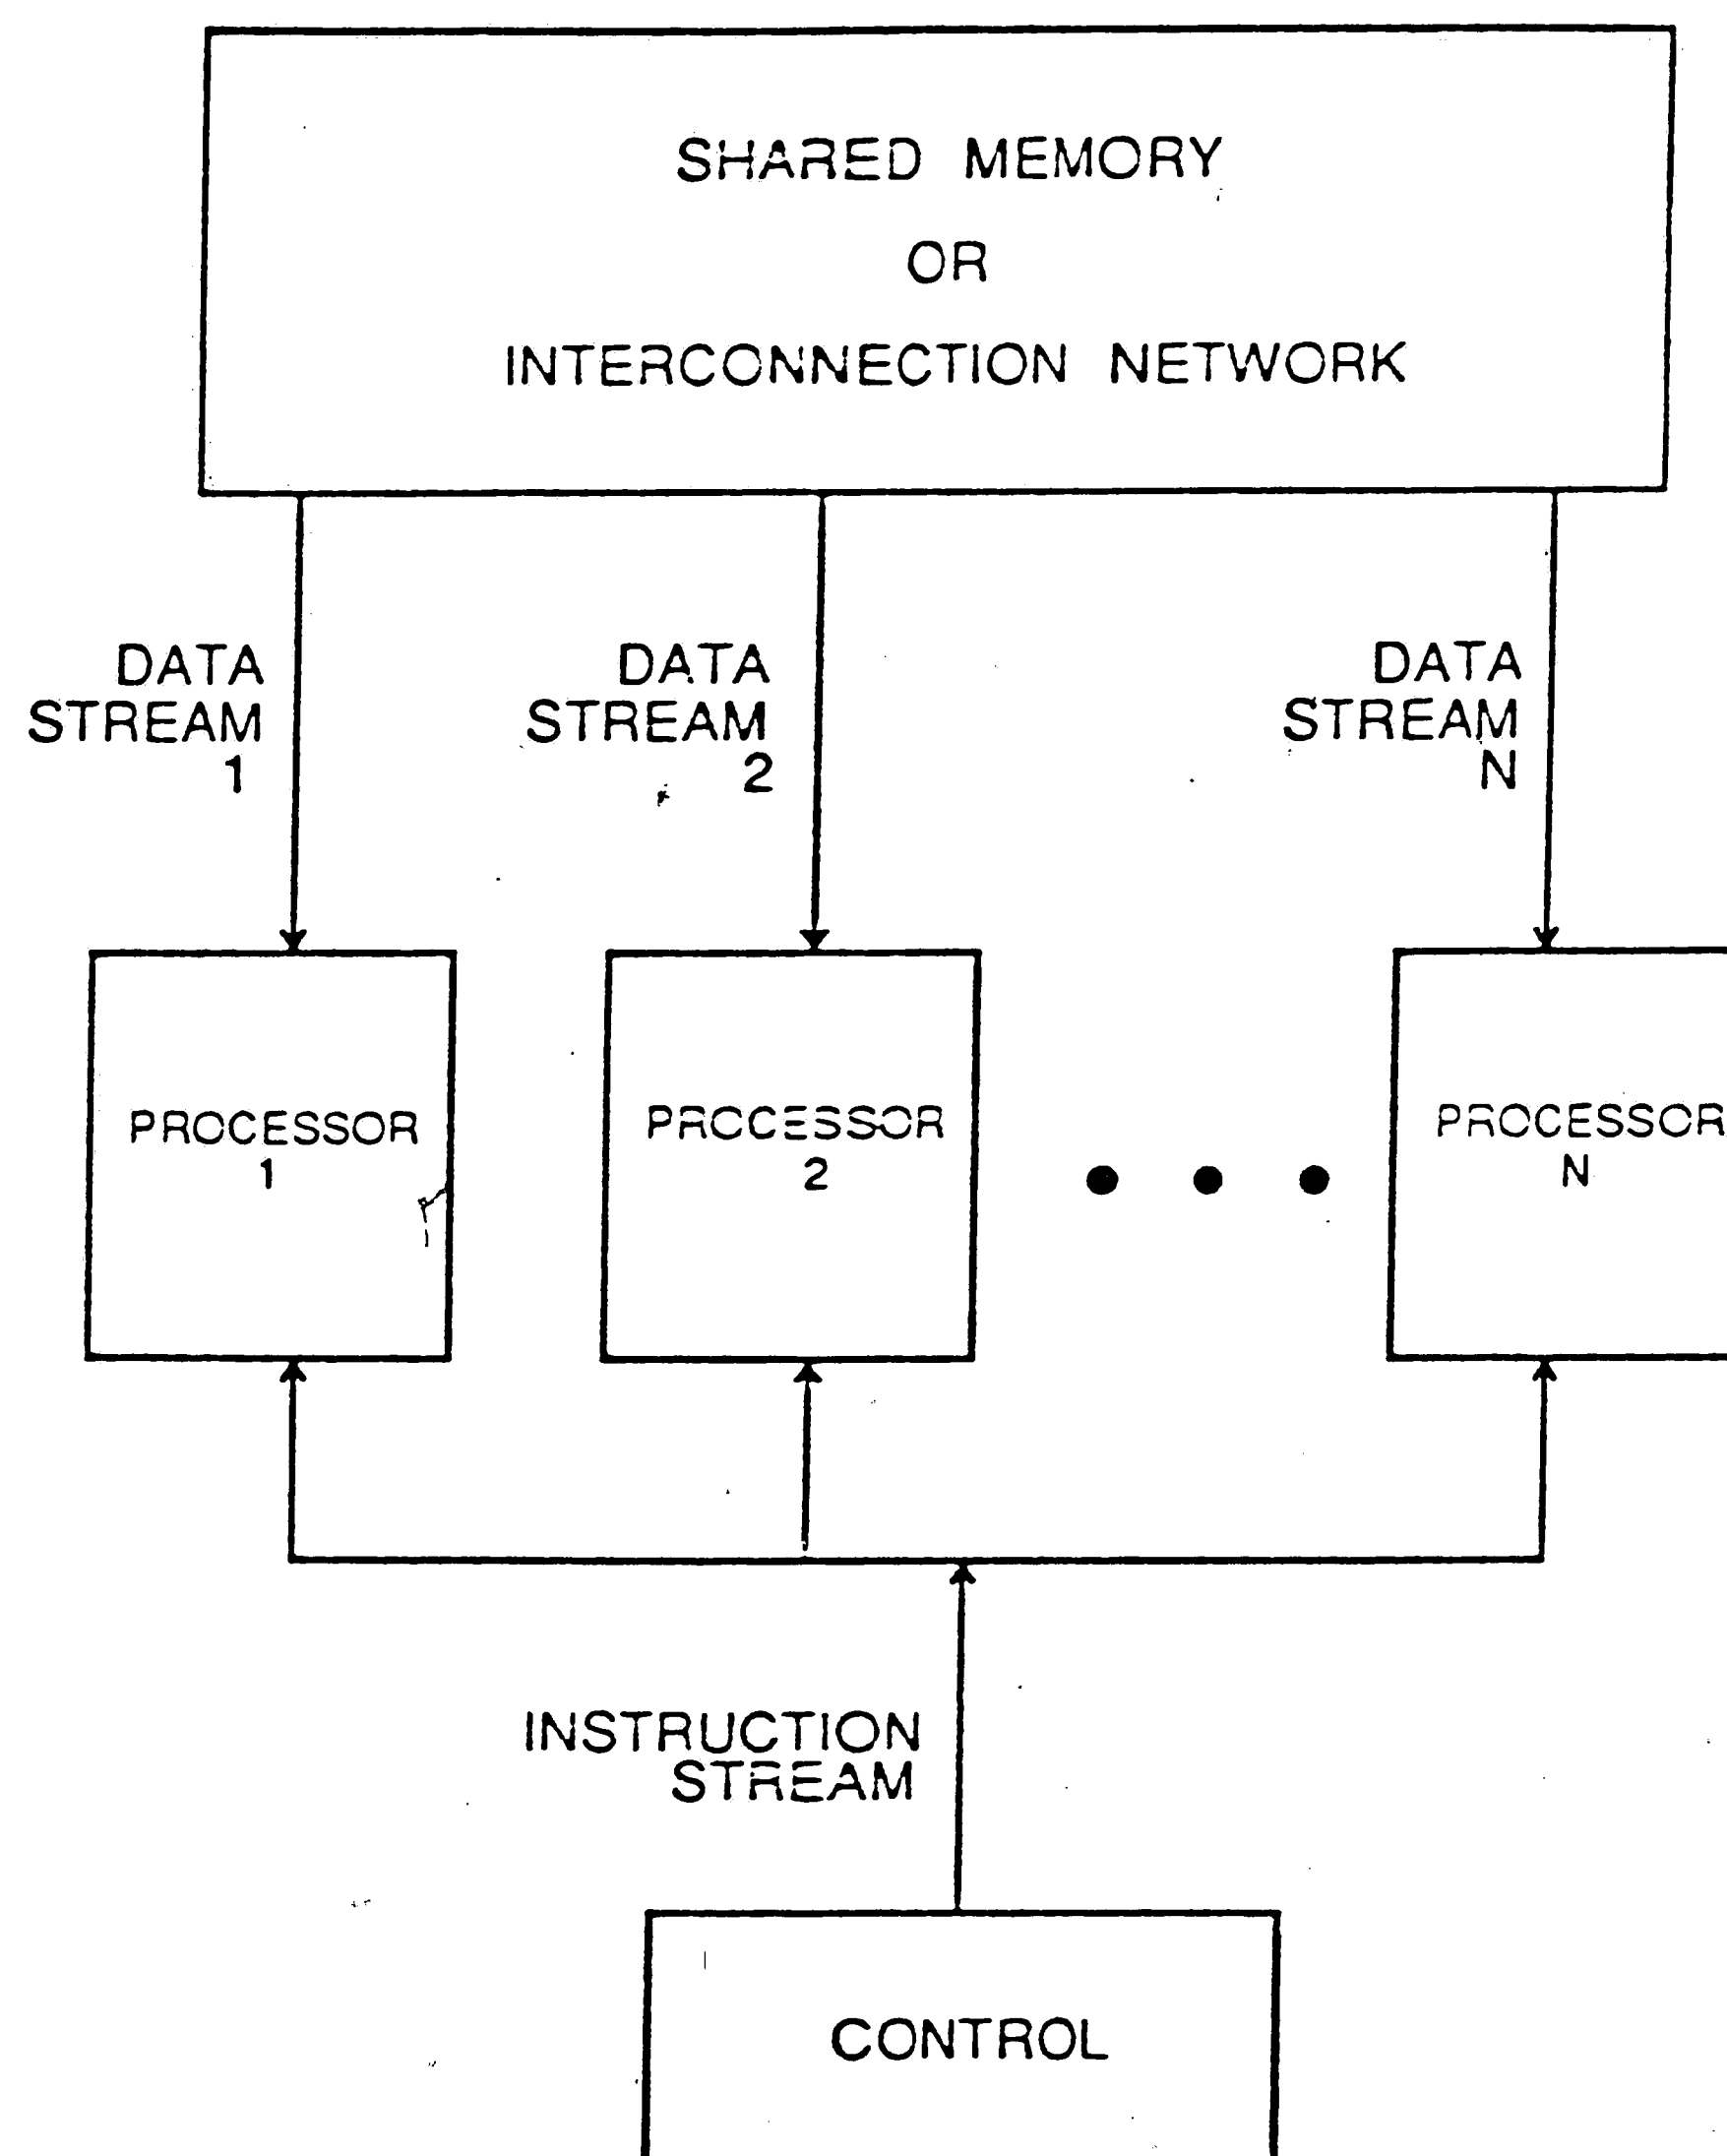 SHARED MEMORY
OR
INTERCONNECTION NETWORK
DATA
STREAM
1
DATA
STREAM
2
DATA
STREAM
N
PROCESSOR
1
PROCESSOR
2
PROCESSOR
N
INSTRUCTION
STREAM
CONTROL